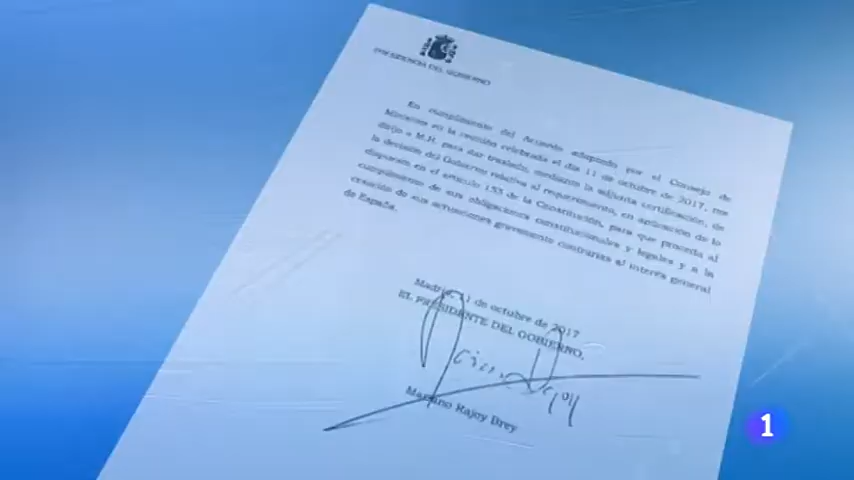 PRESIDENCIA DEL GOBIERNO
En cumplimiento del Acuerdo adoptado por el Consejo de
Ministros en la reunión celebrada el día 11 de octubre de 2017, me
dirijo a M.H. para dar traslado, mediante la adjunta certificación, de
la decisión del Gobierno relativa al requerimiento, en aplicación de lo
dispuesto en el artículo 155 de la Constitución, para que proceda al
cumplimiento de sus obligaciones constitucionales y legales y a la
cesación de sus actuaciones gravemente contrarias al interés general
de España.
Madrid, 11 de octubre de 2017
EL PRESIDENTE DEL GOBIERNO,
Mariano Rajoy Brey
1